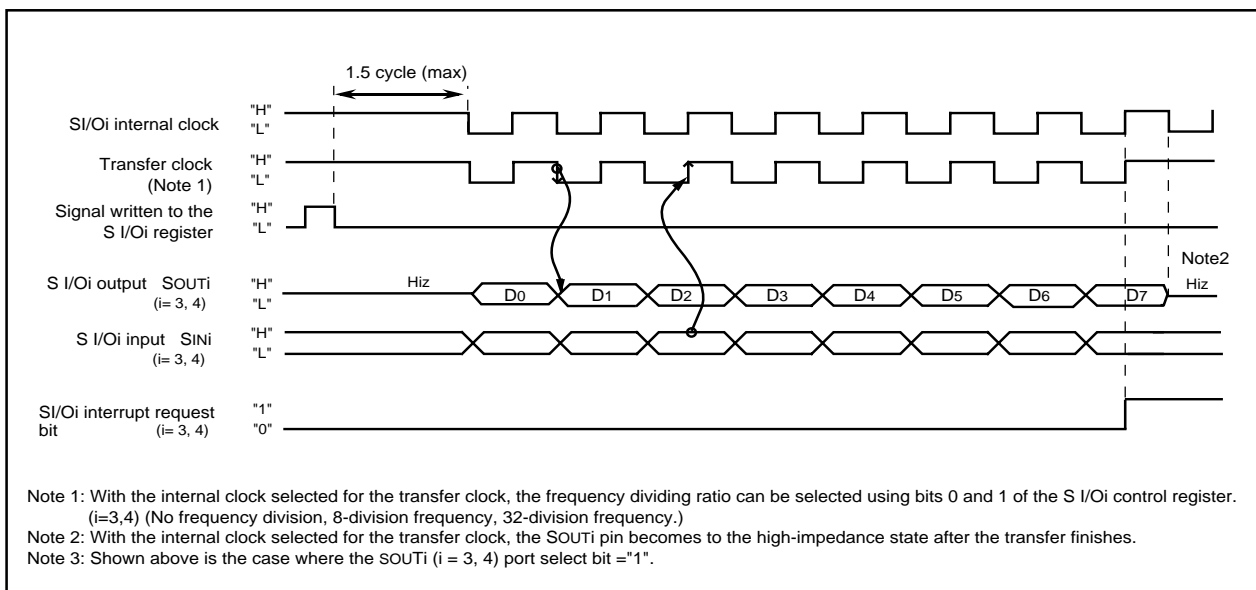 1.5 cycle (max)
SI/Oi internal clock "H" "L"
Transfer clock (Note 1) "H" "L"
Signal written to the S I/Oi register "H" "L"
S I/Oi output SOUTi (i= 3, 4) "H" "L" Hiz D0 D1 D2 D3 D4 D5 D6 D7 Note2 Hiz
S I/Oi input SINi (i= 3, 4) "H" "L"
SI/Oi interrupt request bit (i= 3, 4) "1" "0"
Note 1: With the internal clock selected for the transfer clock, the frequency dividing ratio can be selected using bits 0 and 1 of the S I/Oi control register.
(i=3,4) (No frequency division, 8-division frequency, 32-division frequency.)
Note 2: With the internal clock selected for the transfer clock, the SOUTi pin becomes to the high-impedance state after the transfer finishes.
Note 3: Shown above is the case where the SOUTi (i = 3, 4) port select bit ="1".